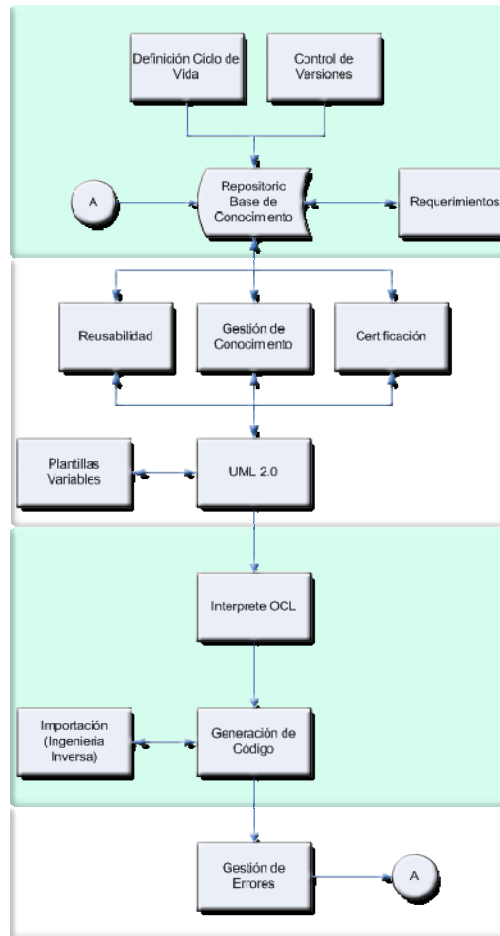 Definición Ciclo de
Vida
Control de
Versiones
A
Repositorio
Base de
Conocimiento
Requerimientos
Reusabilidad
Gestión de
Conocimiento
Certificación
Plantillas
Variables
UML 2.0
Interprete OCL
Importación
(Ingenieria
Inversa)
Generación de
Código
Gestión de
Errores
A